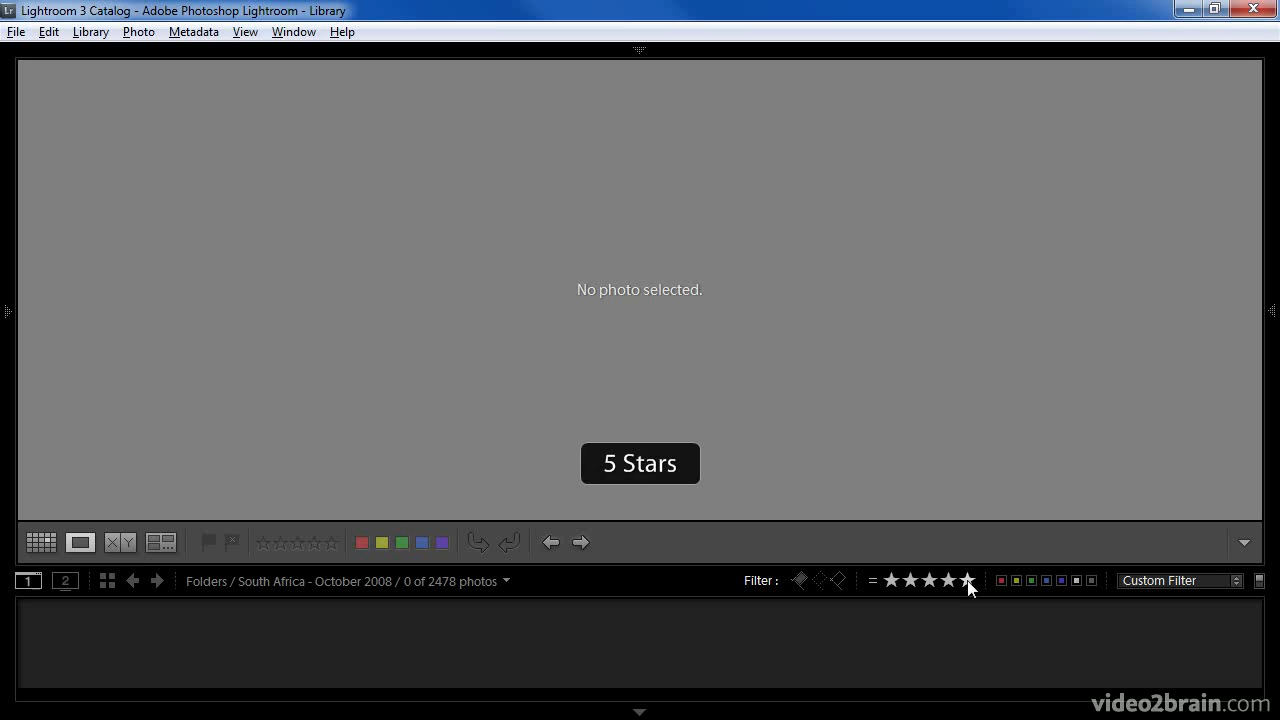 Lr Lightroom 3 Catalog - Adobe Photoshop Lightroom - Library
File Edit Library Photo Metadata View Window Help
No photo selected.
5 Stars
X Y
1 2 Folders / South Africa - October 2008 / 0 of 2478 photos Filter : = ★★★★★ Custom Filter
video2brain.com